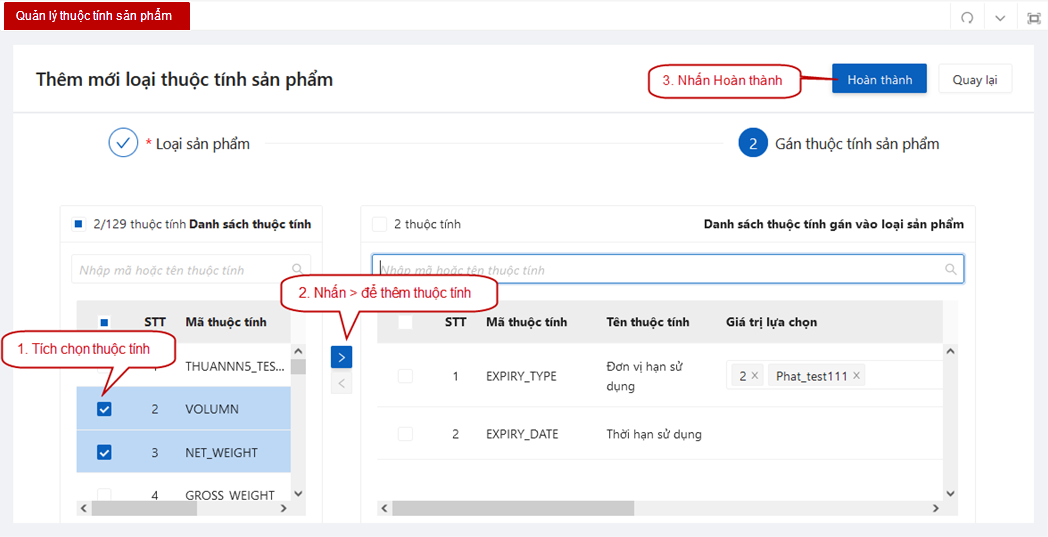 Quản lý thuộc tính sản phẩm
Thêm mới loại thuộc tính sản phẩm
3. Nhấn Hoàn thành
Hoàn thành
Quay lại
* Loại sản phẩm
2 Gán thuộc tính sản phẩm
2/129 thuộc tính Danh sách thuộc tính
2 thuộc tính
Danh sách thuộc tính gán vào loại sản phẩm
Nhập mã hoặc tên thuộc tính
Nhập mã hoặc tên thuộc tính
2. Nhấn > để thêm thuộc tính
STT Mã thuộc tính
STT Mã thuộc tính Tên thuộc tính Giá trị lựa chọn
1. Tích chọn thuộc tính
THUANNN5_TES...
2 VOLUMN
3 NET_WEIGHT
4 GROSS_WEIGHT
1 EXPIRY_TYPE Đơn vị hạn sử dụng 2 × Phat_test111 ×
2 EXPIRY_DATE Thời hạn sử dụng